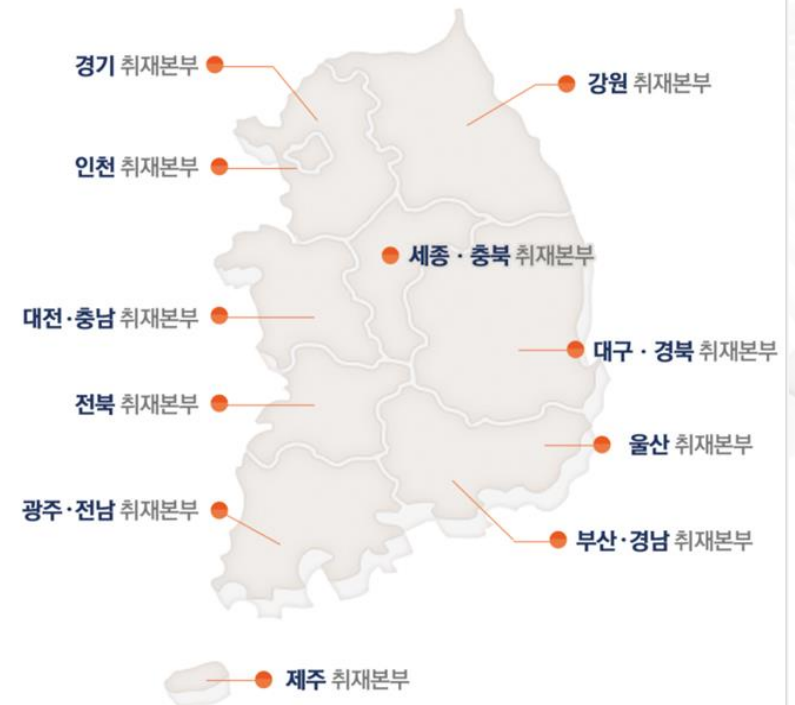 경기 취재본부
강원 취재본부
인천 취재본부
세종 · 충북 취재본부
대전·충남 취재본부
대구 · 경북 취재본부
전북 취재본부
울산 취재본부
광주·전남 취재본부
부산·경남 취재본부
제주 취재본부